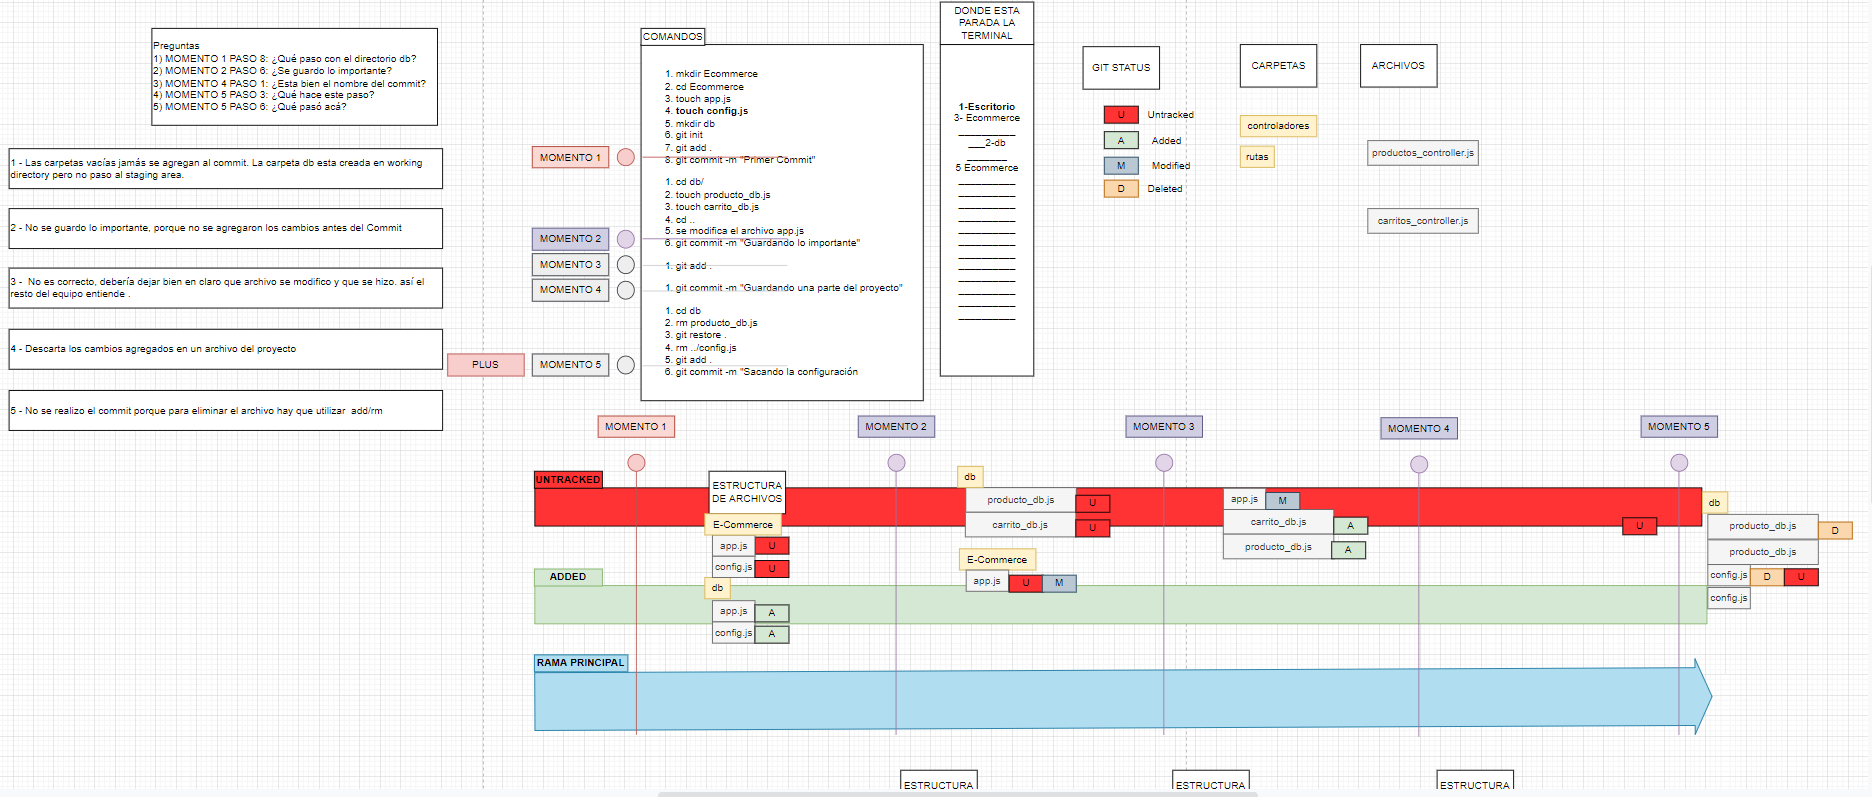 Preguntas
1) MOMENTO 1 PASO 8: ¿Qué paso con el directorio db?
2) MOMENTO 2 PASO 6: ¿Se guardo lo importante?
3) MOMENTO 4 PASO 1: ¿Esta bien el nombre del commit?
4) MOMENTO 5 PASO 3: ¿Qué hace este paso?
5) MOMENTO 5 PASO 6: ¿Qué pasó acá?
1 - Las carpetas vacías jamás se agregan al commit. La carpeta db esta creada en working
directory pero no paso al staging area.
2 - No se guardo lo importante, porque no se agregaron los cambios antes del Commit
3 -  No es correcto, debería dejar bien en claro que archivo se modifico y que se hizo. así el
resto del equipo entiende .
4 - Descarta los cambios agregados en un archivo del proyecto
5 - No se realizo el commit porque para eliminar el archivo hay que utilizar  add/rm
PLUS
MOMENTO 1
MOMENTO 2
MOMENTO 3
MOMENTO 4
MOMENTO 5
COMANDOS
1. mkdir Ecommerce
2. cd Ecommerce
3. touch app.js
4. touch config.js
5. mkdir db
6. git init
7. git add .
8. git commit -m "Primer Commit"
1. cd db/
2. touch producto_db.js
3. touch carrito_db.js
4. cd ..
5. se modifica el archivo app.js
6. git commit -m "Guardando lo importante"
1. git add .
1. git commit -m "Guardando una parte del proyecto"
1. cd db
2. rm producto_db.js
3. git restore .
4. rm ../config.js
5. git add .
6. git commit -m "Sacando la configuración
DONDE ESTA
PARADA LA
TERMINAL
1-Escritorio
3- Ecommerce
__________
___2-db
_______
5 Ecommerce
__________
__________
__________
__________
__________
__________
__________
__________
__________
__________
__________
__________
GIT STATUS
U Untracked
A Added
M Modified
D Deleted
CARPETAS
controladores
rutas
ARCHIVOS
productos_controller.js
carritos_controller.js
MOMENTO 1
MOMENTO 2
MOMENTO 3
MOMENTO 4
MOMENTO 5
UNTRACKED
ESTRUCTURA
DE ARCHIVOS
E-Commerce
app.js U
config.js U
db
app.js A
config.js A
db
producto_db.js U
carrito_db.js U
E-Commerce
app.js U M
app.js M
carrito_db.js A
producto_db.js A
U
db
producto_db.js D
producto_db.js
config.js D U
config.js
ADDED
RAMA PRINCIPAL
ESTRUCTURA
ESTRUCTURA
ESTRUCTURA